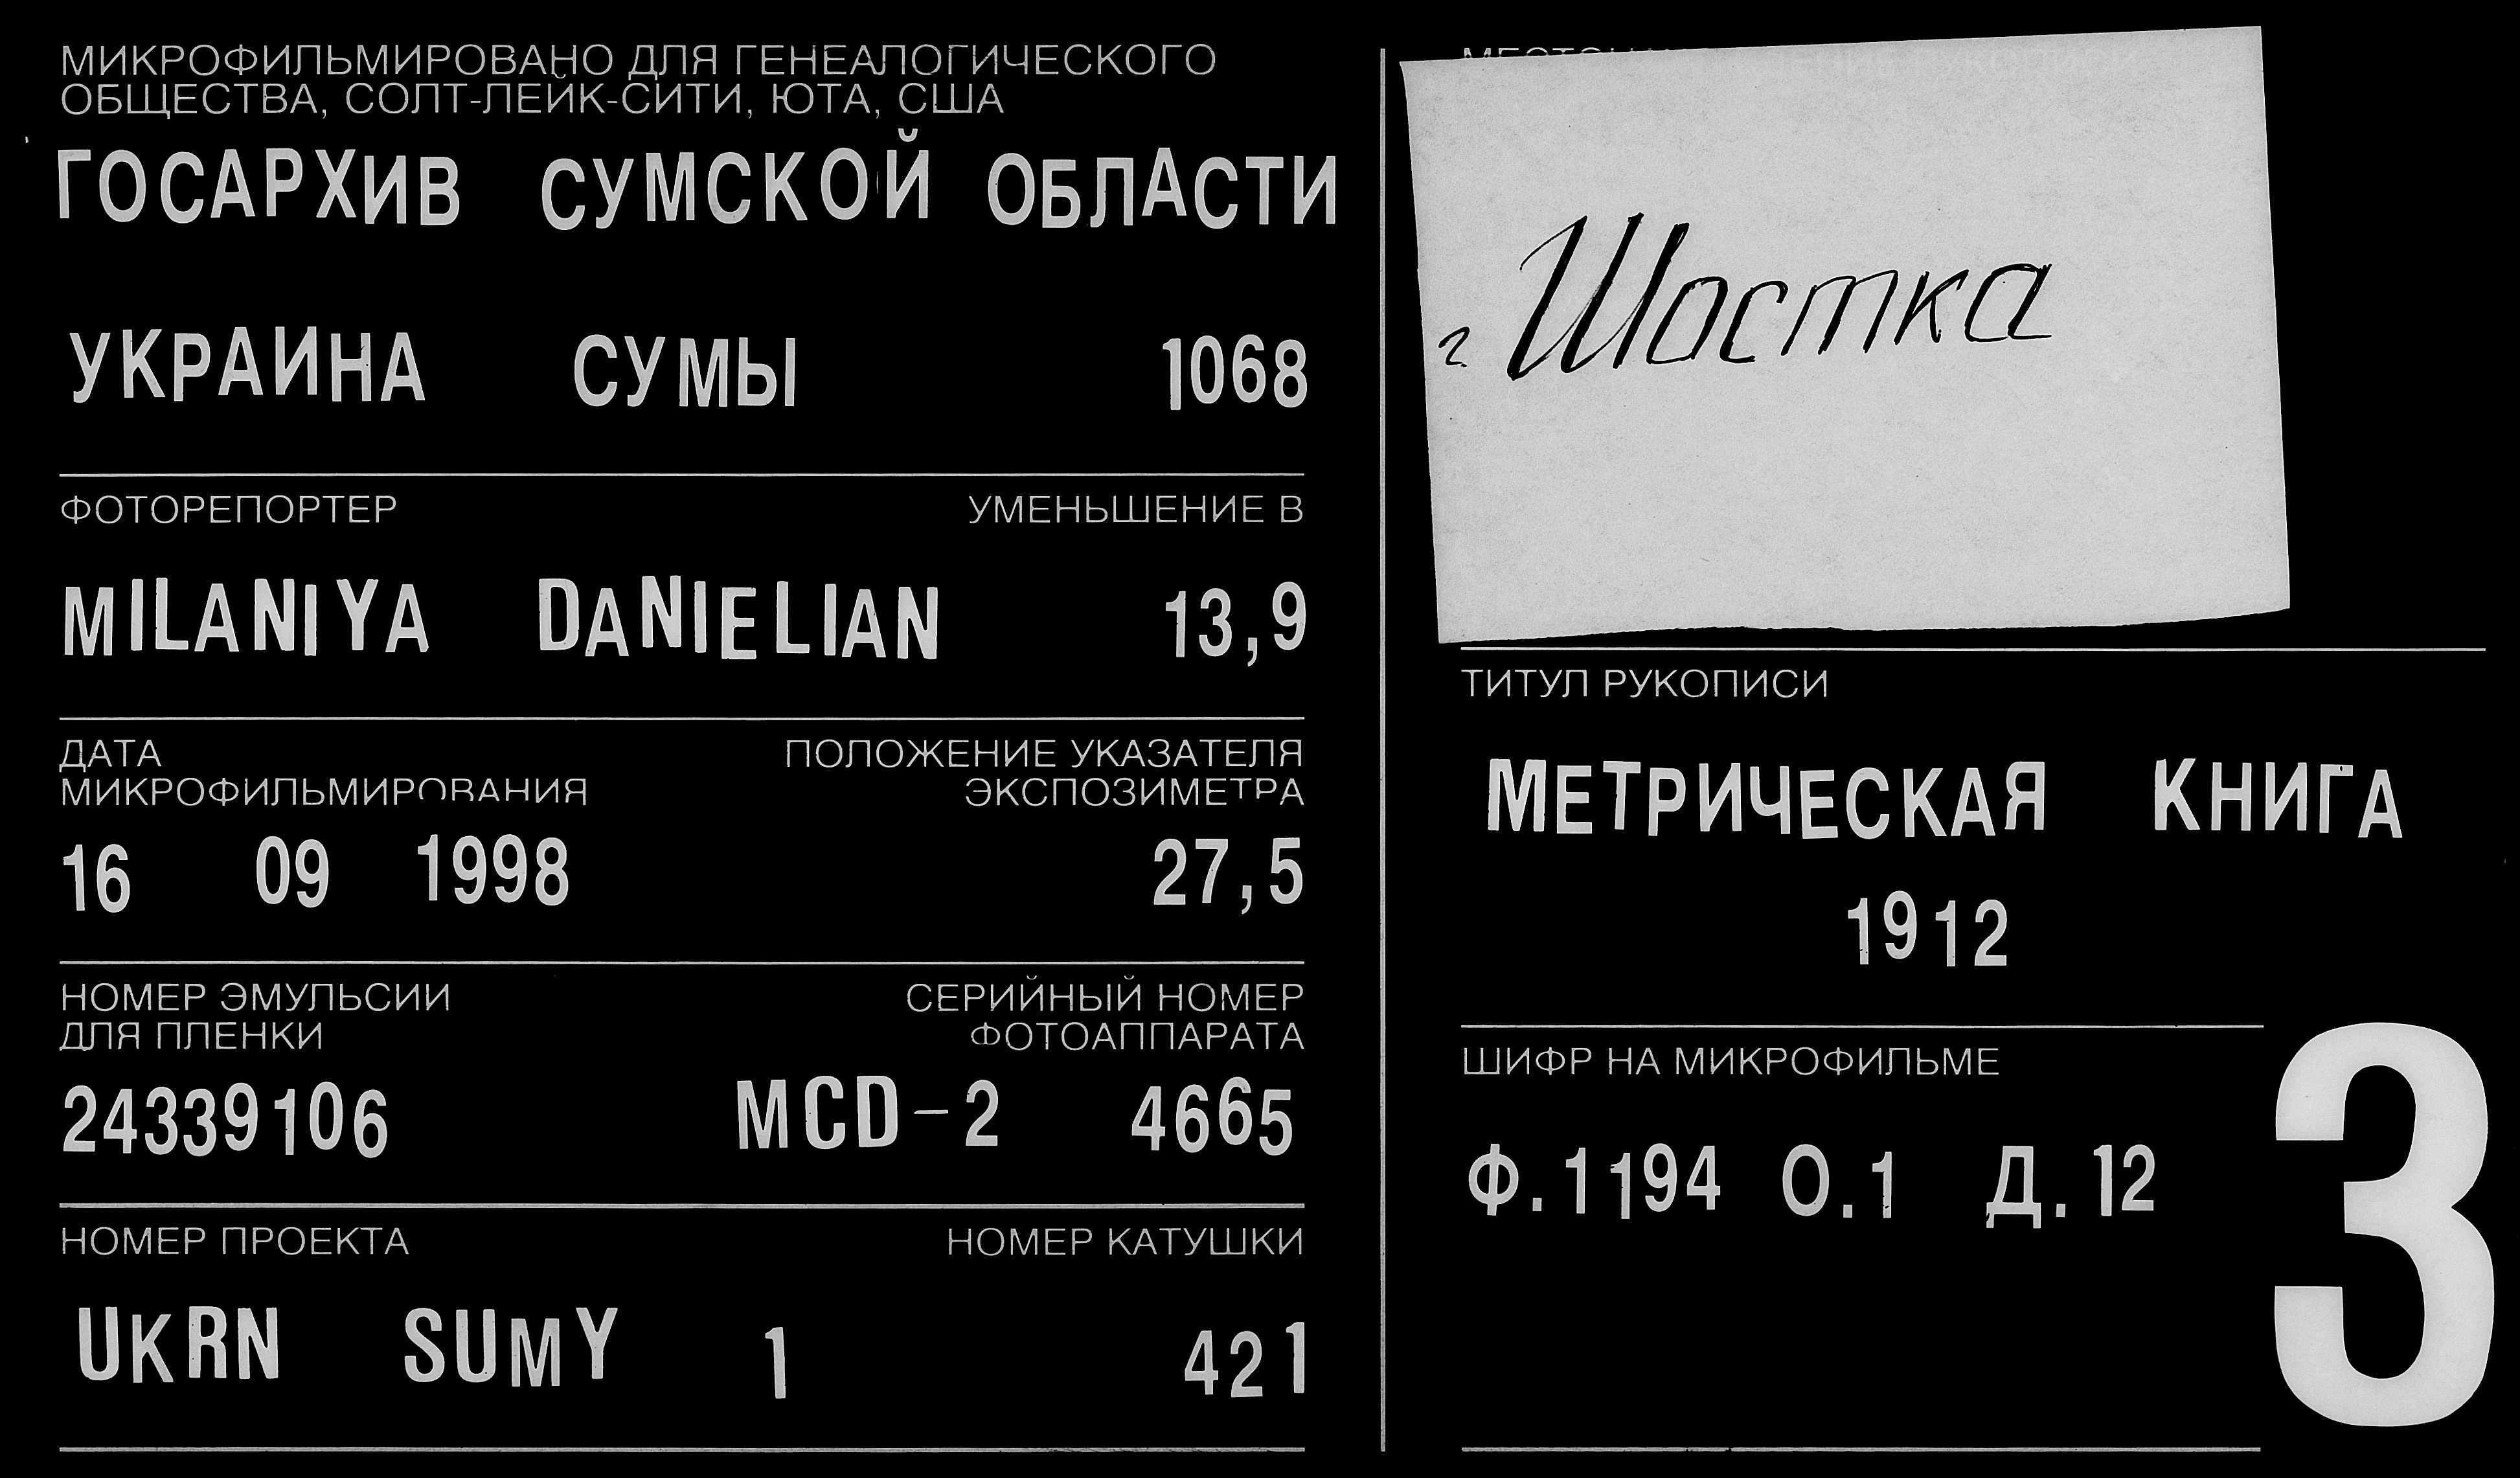 МИКРОФИЛЬМИРОВАНО ДЛЯ ГЕНЕАЛОГИЧЕСКОГО
ОБЩЕСТВА, СОЛТ-ЛЕЙК-СИТИ, ЮТА, США
ГОСАРХИВ СУМСКОЙ ОБЛАСТИ
УКРАИНА СУМЫ 1068
ФОТОРЕПОРТЕР УМЕНЬШЕНИЕ В
MILANIYA DANIELIAN 13,9
ДАТА ПОЛОЖЕНИЕ УКАЗАТЕЛЯ
МИКРОФИЛЬМИРОВАНИЯ ЭКСПОЗИМЕТРА
16 09 1998 27,5
НОМЕР ЭМУЛЬСИИ СЕРИЙНЫЙ НОМЕР
ДЛЯ ПЛЕНКИ ФОТОАППАРАТА
24339106 MCD-2 4665
НОМЕР ПРОЕКТА НОМЕР КАТУШКИ
UKRN SUMY 1 421
г. Шостка
ТИТУЛ РУКОПИСИ
МЕТРИЧЕСКАЯ КНИГА
1912
ШИФР НА МИКРОФИЛЬМЕ
Ф.1194 О.1 Д.12
3